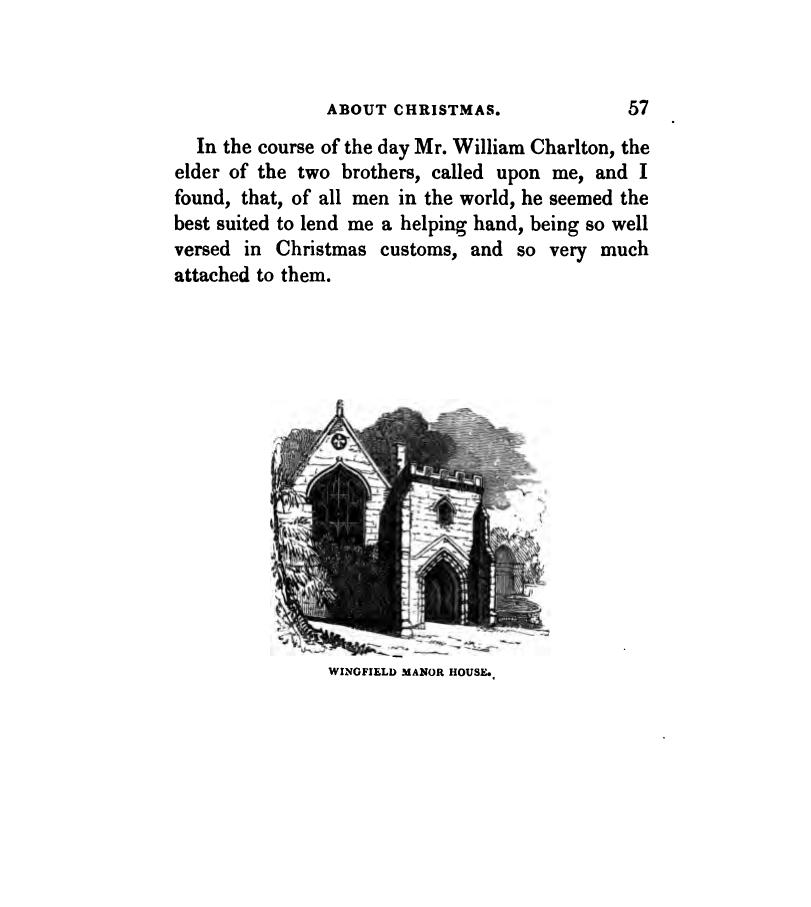 ABOUT CHRISTMAS. 57
In the course of the day Mr. William Charlton, the
elder of the two brothers, called upon me, and I
found, that, of all men in the world, he seemed the
best suited to lend me a helping hand, being so well
versed in Christmas customs, and so very much
attached to them.
WINGFIELD MANOR HOUSE.